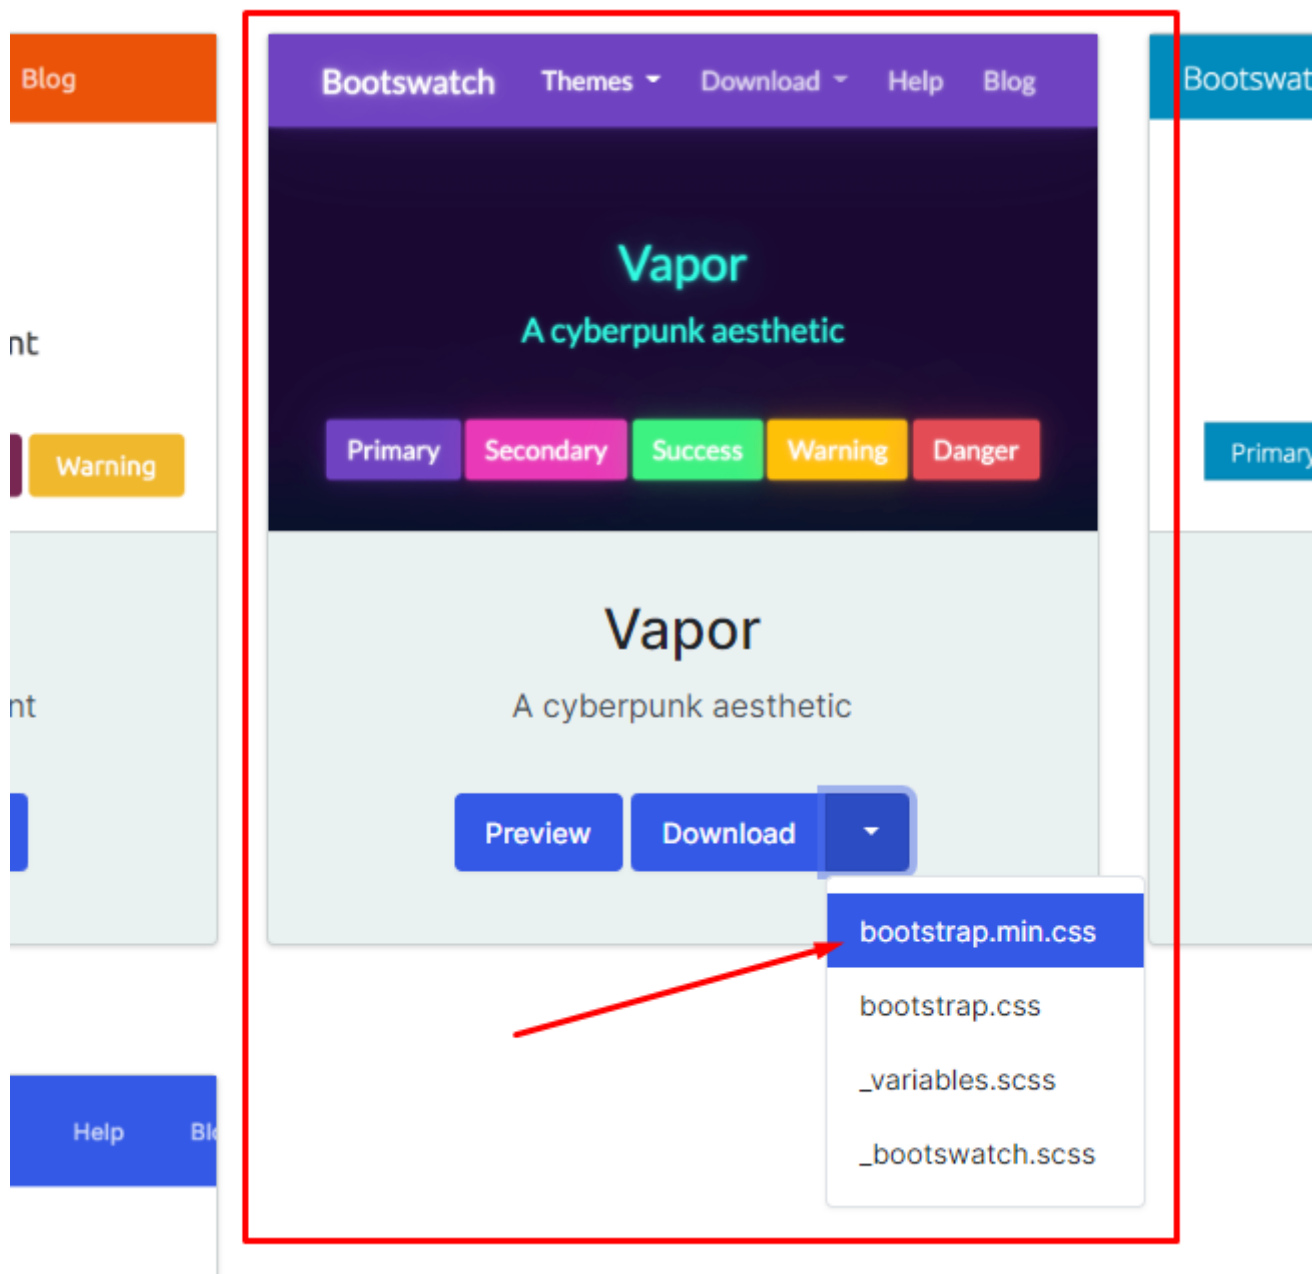 Blog
nt
Warning
nt
Help
Bootswatch Themes Download Help Blog
Vapor
A cyberpunk aesthetic
Primary Secondary Success Warning Danger
Vapor
A cyberpunk aesthetic
Preview Download
bootstrap.min.css
bootstrap.css
_variables.scss
_bootswatch.scss
Bootswat
Primary